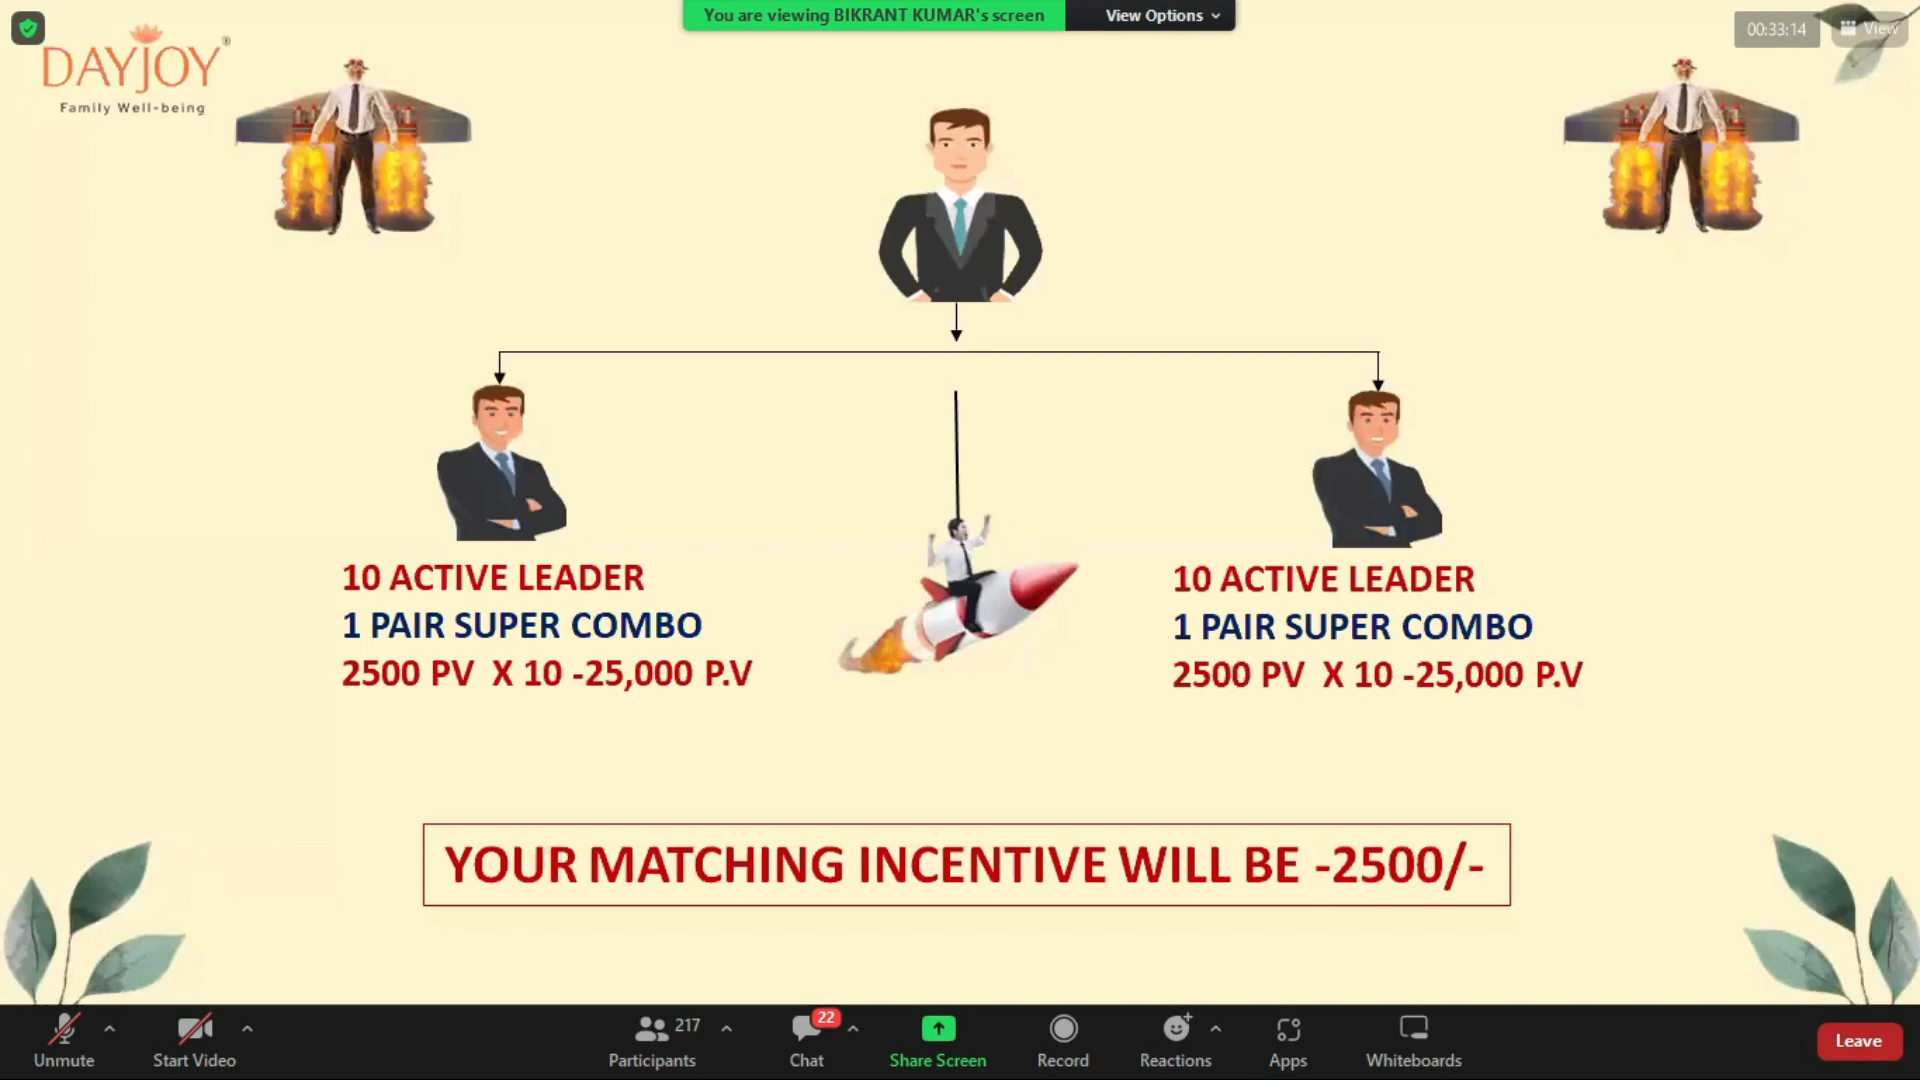 You are viewing BIKRANT KUMAR's screen
View Options
00:33:14
View
DAYJOY®
Family Well-being
10 ACTIVE LEADER
1 PAIR SUPER COMBO
2500 PV X 10 -25,000 P.V
10 ACTIVE LEADER
1 PAIR SUPER COMBO
2500 PV X 10 -25,000 P.V
YOUR MATCHING INCENTIVE WILL BE -2500/-
Unmute
Start Video
217
Participants
22
Chat
Share Screen
Record
Reactions
Apps
Whiteboards
Leave